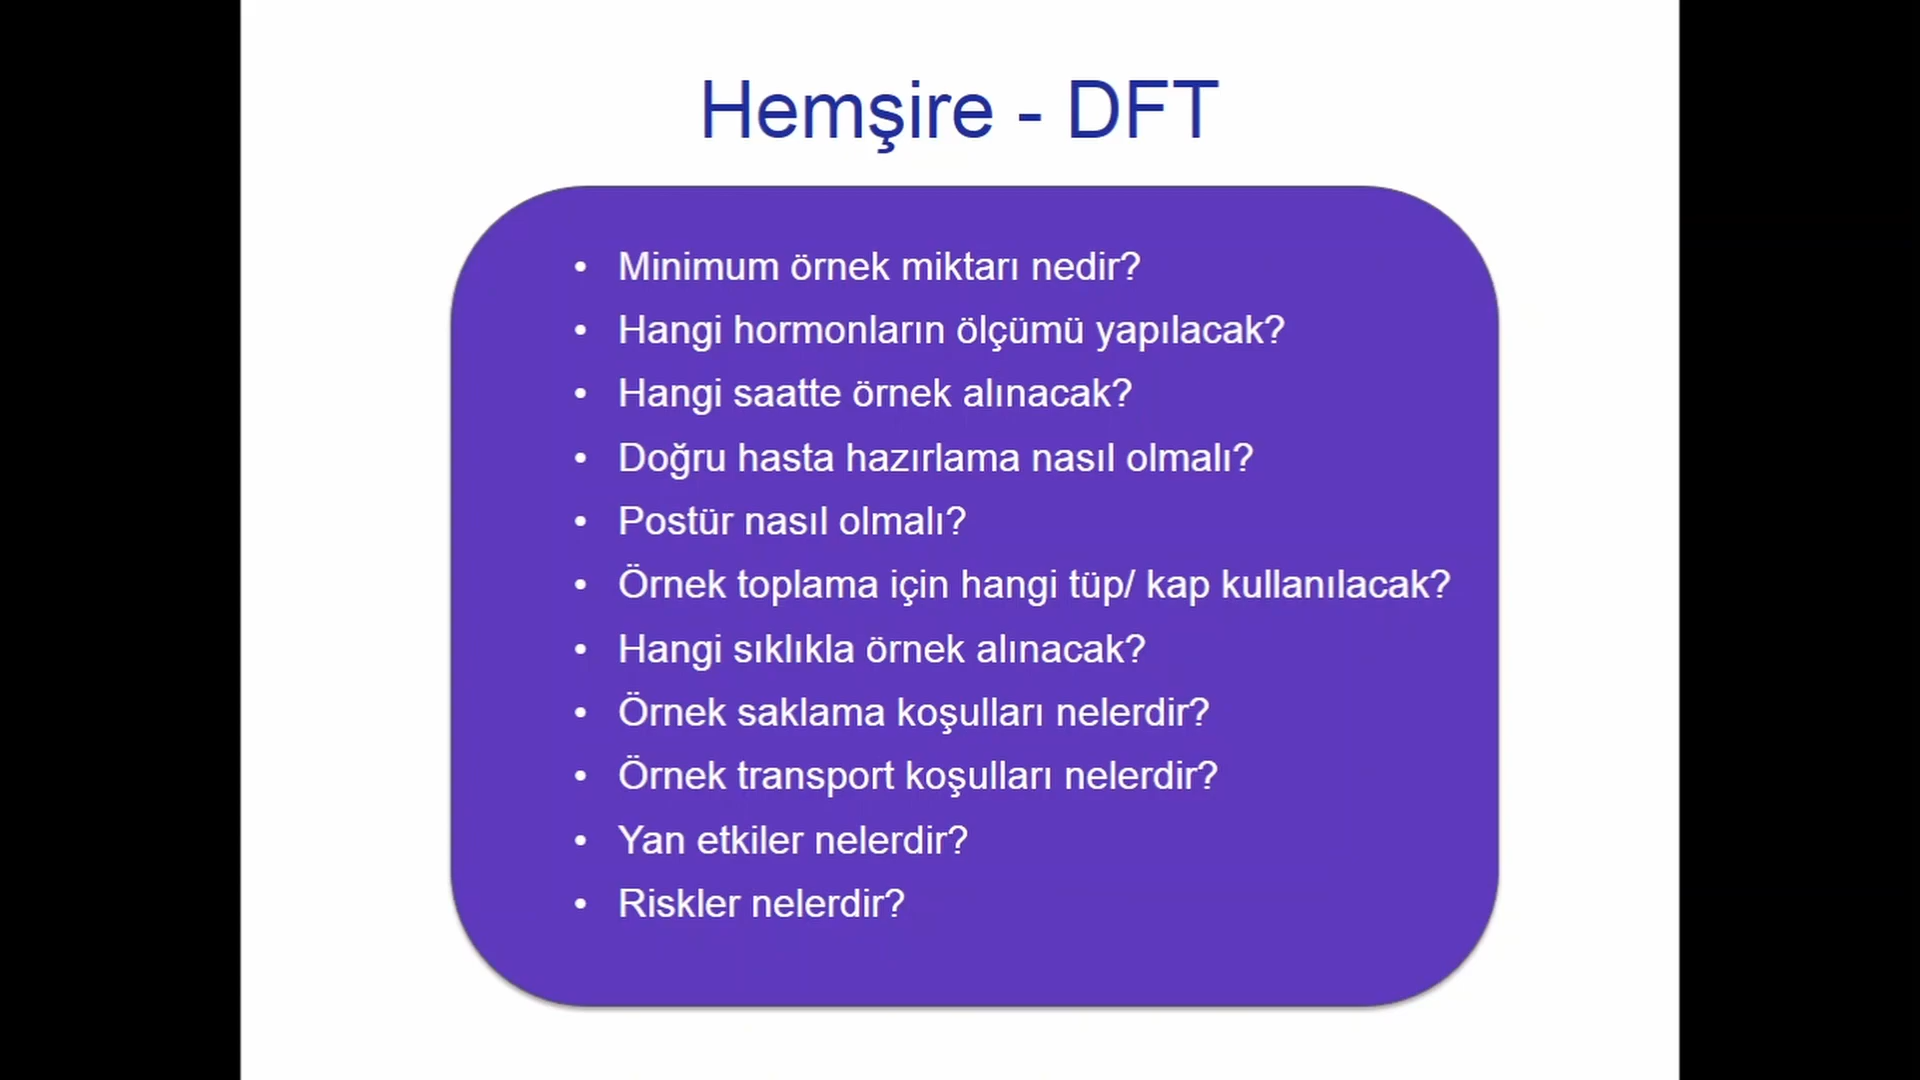 Hemşire - DFT
• Minimum örnek miktarı nedir?
• Hangi hormonların ölçümü yapılacak?
• Hangi saatte örnek alınacak?
• Doğru hasta hazırlama nasıl olmalı?
• Postür nasıl olmalı?
• Örnek toplama için hangi tüp/ kap kullanılacak?
• Hangi sıklıkla örnek alınacak?
• Örnek saklama koşulları nelerdir?
• Örnek transport koşulları nelerdir?
• Yan etkiler nelerdir?
• Riskler nelerdir?